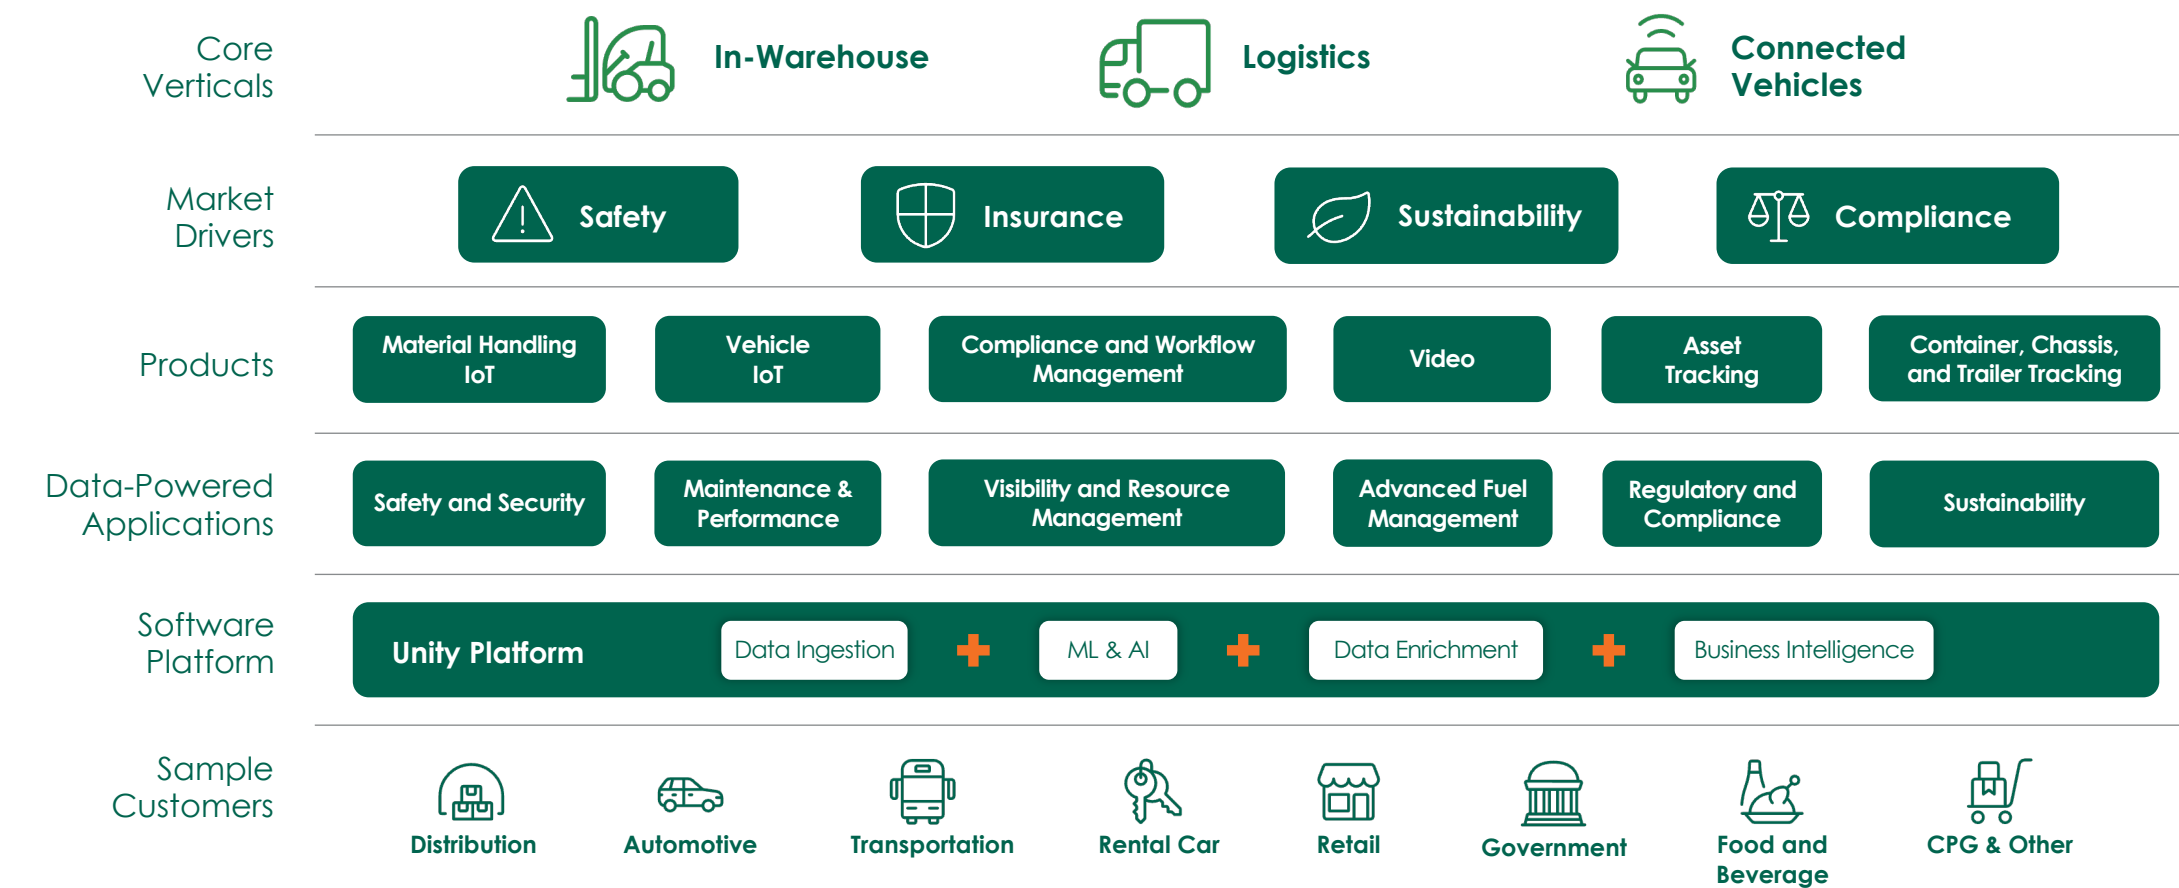 Core
Verticals
In-Warehouse
Logistics
Connected
Vehicles
Market
Drivers
Safety
Insurance
Sustainability
Compliance
Products
Material Handling
IoT
Vehicle
IoT
Compliance and Workflow
Management
Video
Asset
Tracking
Container, Chassis,
and Trailer Tracking
Data-Powered
Applications
Safety and Security
Maintenance &
Performance
Visibility and Resource
Management
Advanced Fuel
Management
Regulatory and
Compliance
Sustainability
Software
Platform
Unity Platform
Data Ingestion
ML & AI
Data Enrichment
Business Intelligence
Sample
Customers
Distribution
Automotive
Transportation
Rental Car
Retail
Government
Food and
Beverage
CPG & Other